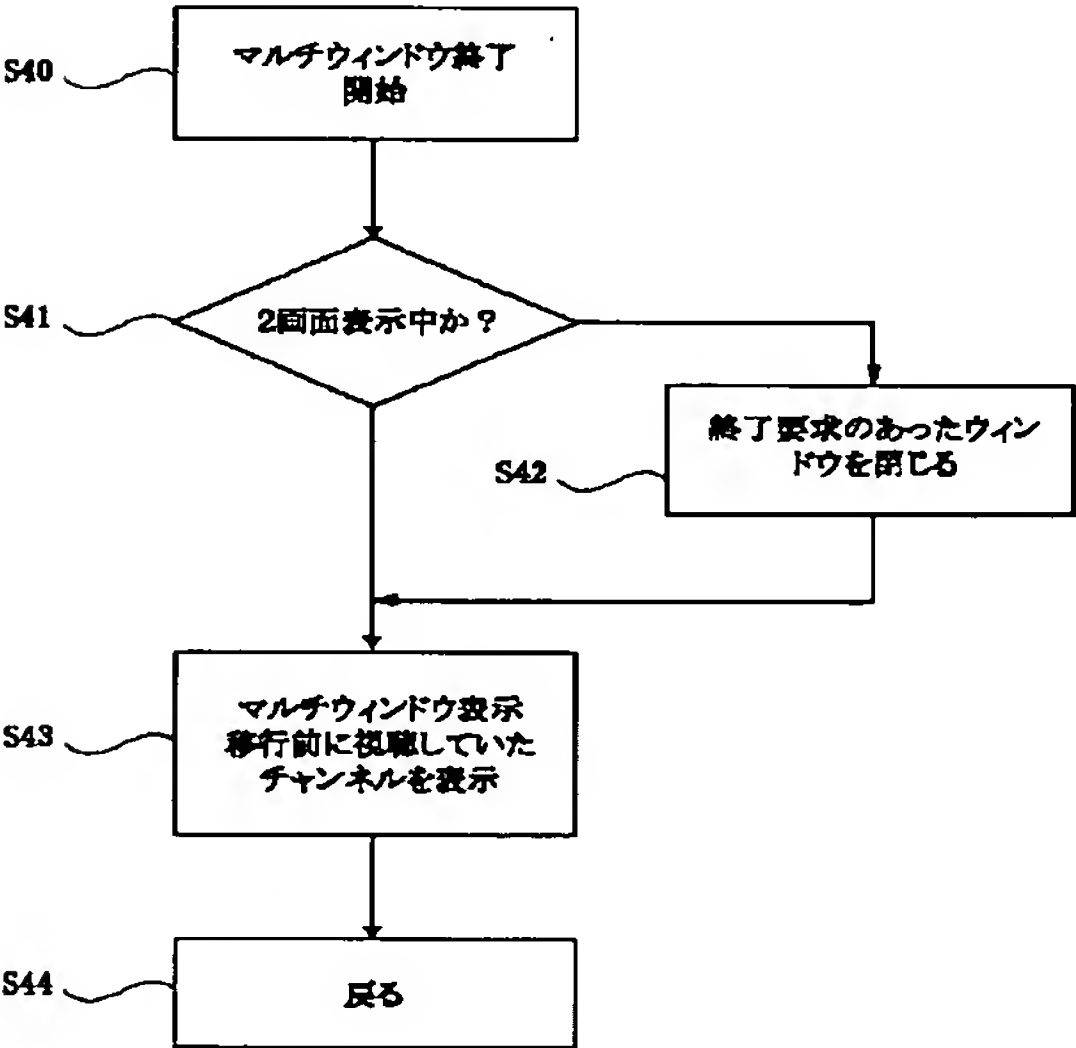 S40
マルチウィンドウ終了
開始
S41
2画面表示中か？
S42
終了要求のあったウィン
ドウを閉じる
S43
マルチウィンドウ表示
移行前に視聴していた
チャンネルを表示
S44
戻る